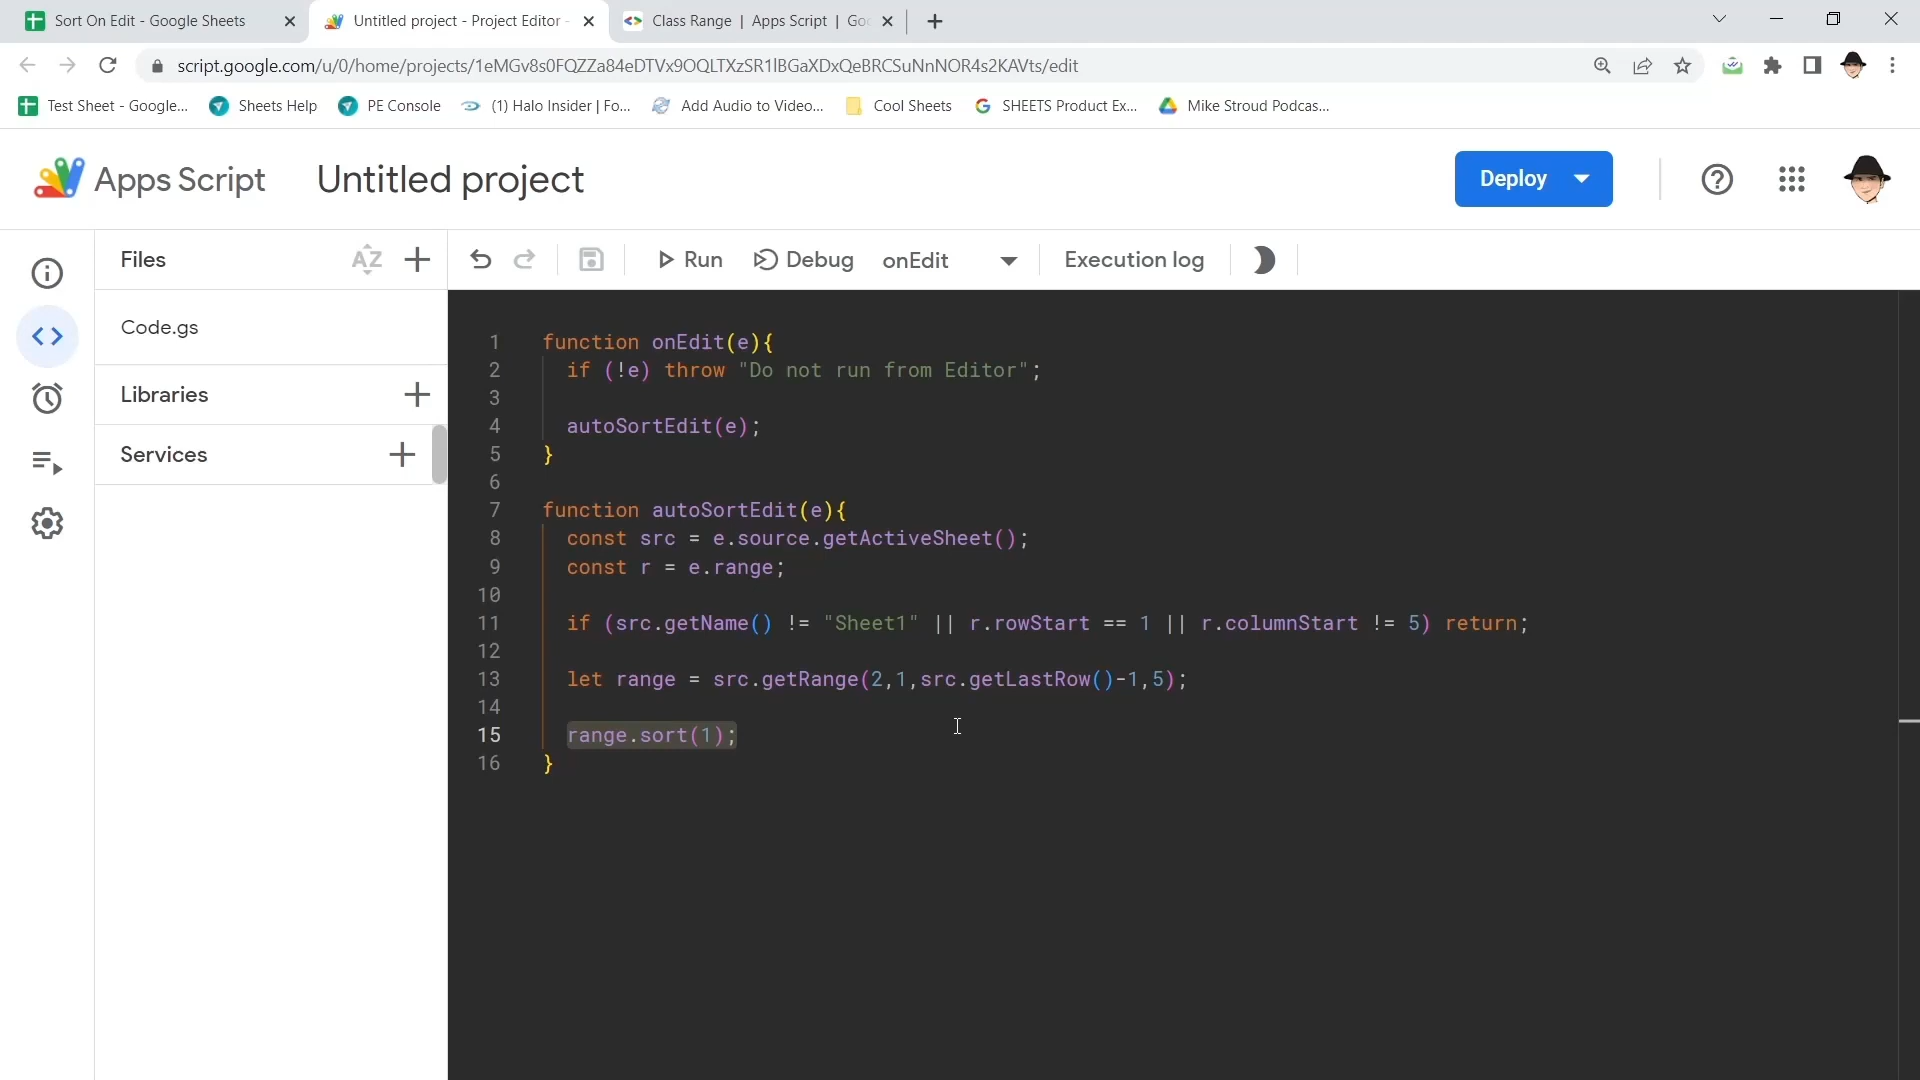 Sort On Edit - Google Sheets
Untitled project - Project Editor -
Class Range | Apps Script | Goo
script.google.com/u/0/home/projects/1eMGv8s0FQZZa84eDTVx9OQLTXzSR1lBGaXDxQeBRCSuNnNOR4s2KAVts/edit
Test Sheet - Google... Sheets Help PE Console (1) Halo Insider | Fo... Add Audio to Video... Cool Sheets SHEETS Product Ex... Mike Stroud Podcas...
Apps Script Untitled project Deploy
Files AZ Run Debug onEdit Execution log
Code.gs
Libraries
Services
1 function onEdit(e){
2 if (!e) throw "Do not run from Editor";
3
4 autoSortEdit(e);
5 }
6
7 function autoSortEdit(e){
8 const src = e.source.getActiveSheet();
9 const r = e.range;
10
11 if (src.getName() != "Sheet1" || r.rowStart == 1 || r.columnStart != 5) return;
12
13 let range = src.getRange(2,1,src.getLastRow()-1,5);
14
15 range.sort(1);
16 }